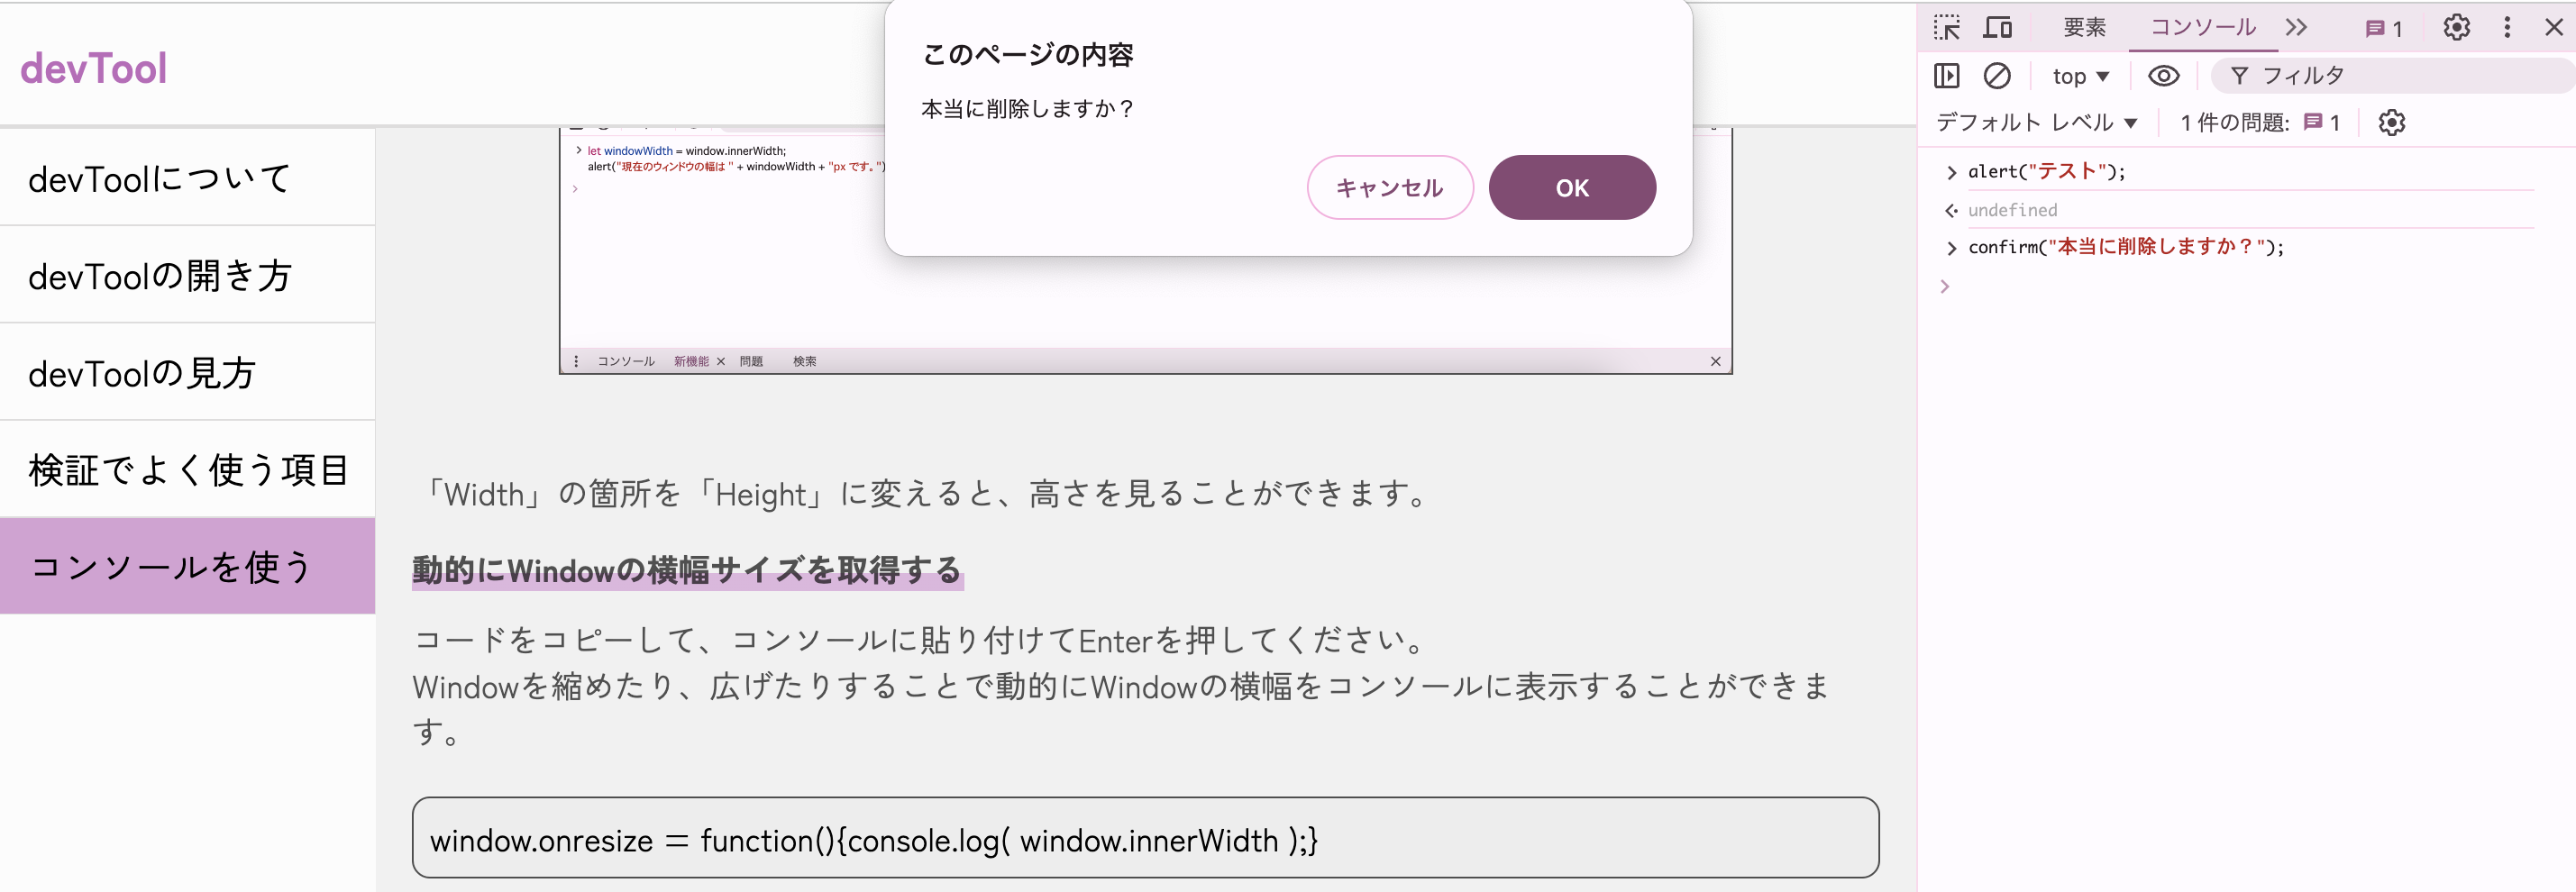 devTool
devToolについて
devToolの開き方
devToolの見方
検証でよく使う項目
コンソールを使う
このページの内容
本当に削除しますか？
キャンセル
OK
let windowWidth = window.innerWidth;
alert("現在のウィンドウの幅は " + windowWidth + "px です。")
コンソール 新機能 問題 検索
「Width」の箇所を「Height」に変えると、高さを見ることができます。
動的にWindowの横幅サイズを取得する
コードをコピーして、コンソールに貼り付けてEnterを押してください。
Windowを縮めたり、広げたりすることで動的にWindowの横幅をコンソールに表示することができま
す。
window.onresize = function(){console.log( window.innerWidth );}
要素 コンソール 1
top フィルタ
デフォルト レベル 1 件の問題: 1
alert("テスト");
undefined
confirm("本当に削除しますか？");